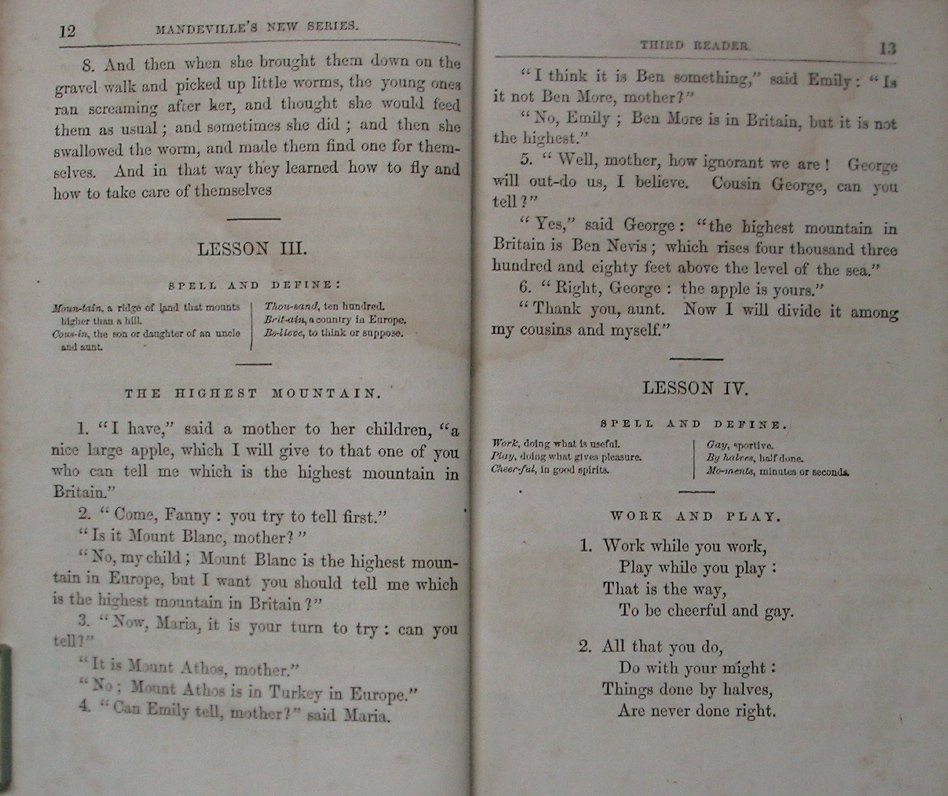 12 MANDEVILLE'S NEW SERIES.
8. And then when she brought them down on the
gravel walk and picked up little worms, the young ones
ran screaming after her, and thought she would feed
them as usual ; and sometimes she did ; and then she
swallowed the worm, and made them find one for them-
selves. And in that way they learned how to fly and
how to take care of themselves
LESSON III.
SPELL AND DEFINE:
Moun-tain, a ridge of land that mounts
higher than a hill.
Cous-in, the son or daughter of an uncle
and aunt.
Thou-sand, ten hundred.
Brit-ain, a country in Europe.
Be-lieve, to think or suppose.
THE HIGHEST MOUNTAIN.
1. "I have," said a mother to her children, "a
nice large apple, which I will give to that one of you
who can tell me which is the highest mountain in
Britain."
2. "Come, Fanny : you try to tell first."
"Is it Mount Blanc, mother?"
"No, my child ; Mount Blanc is the highest moun-
tain in Europe, but I want you should tell me which
is the highest mountain in Britain ?"
3. "Now, Maria, it is your turn to try : can you
tell?"
"It is Mount Athos, mother."
"No ; Mount Athos is in Turkey in Europe."
4. "Can Emily tell, mother?" said Maria.
THIRD READER. 13
"I think it is Ben something," said Emily : "Is
it not Ben More, mother?"
"No, Emily ; Ben More is in Britain, but it is not
the highest."
5. "Well, mother, how ignorant we are ! George
will out-do us, I believe. Cousin George, can you
tell ?"
"Yes," said George : "the highest mountain in
Britain is Ben Nevis ; which rises four thousand three
hundred and eighty feet above the level of the sea."
6. "Right, George : the apple is yours."
"Thank you, aunt. Now I will divide it among
my cousins and myself."
LESSON IV.
SPELL AND DEFINE.
Work, doing what is useful.
Play, doing what gives pleasure.
Cheer-ful, in good spirits.
Gay, sportive.
By halves, half done.
Mo-ments, minutes or seconds.
WORK AND PLAY.
1. Work while you work,
Play while you play :
That is the way,
To be cheerful and gay.
2. All that you do,
Do with your might :
Things done by halves,
Are never done right.